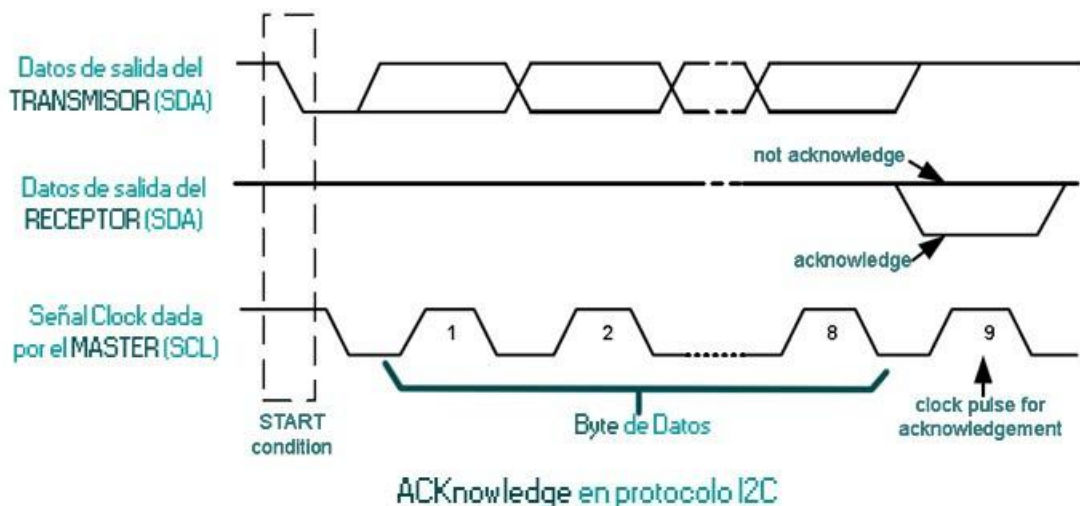 Datos de salida del
TRANSMISOR (SDA)
not acknowledge
Datos de salida del
RECEPTOR (SDA)
acknowledge
Señal Clock dada
por el MASTER (SCL)
1
2
8
9
START
condition
Byte de Datos
clock pulse for
acknowledgement
ACKnowledge en protocolo I2C